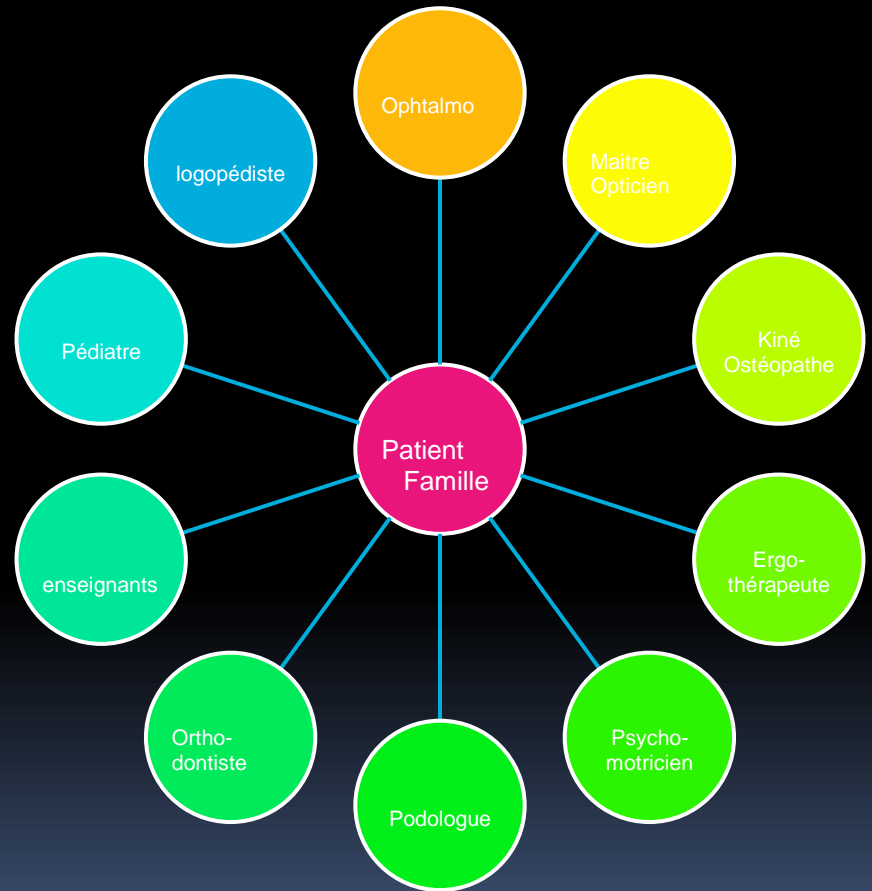 Ophtalmo
Maitre
Opticien
Kiné
Ostéopathe
Ergo-
thérapeute
Psycho-
motricien
Podologue
Ortho-
dontiste
enseignants
Pédiatre
logopédiste
Patient
Famille